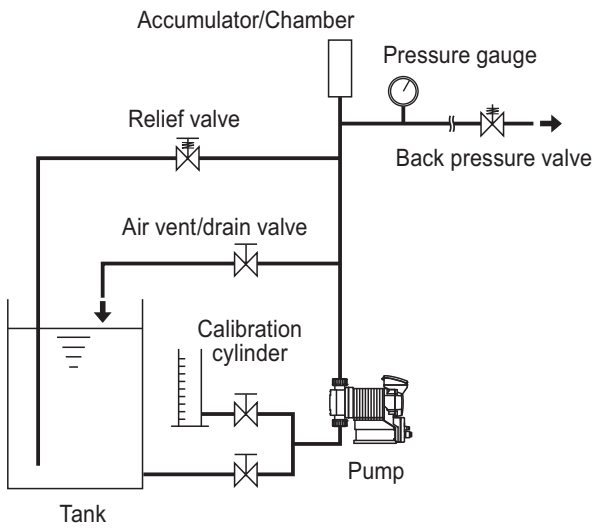 Accumulator/Chamber
Pressure gauge
Relief valve
Back pressure valve
Air vent/drain valve
Calibration
cylinder
Pump
Tank